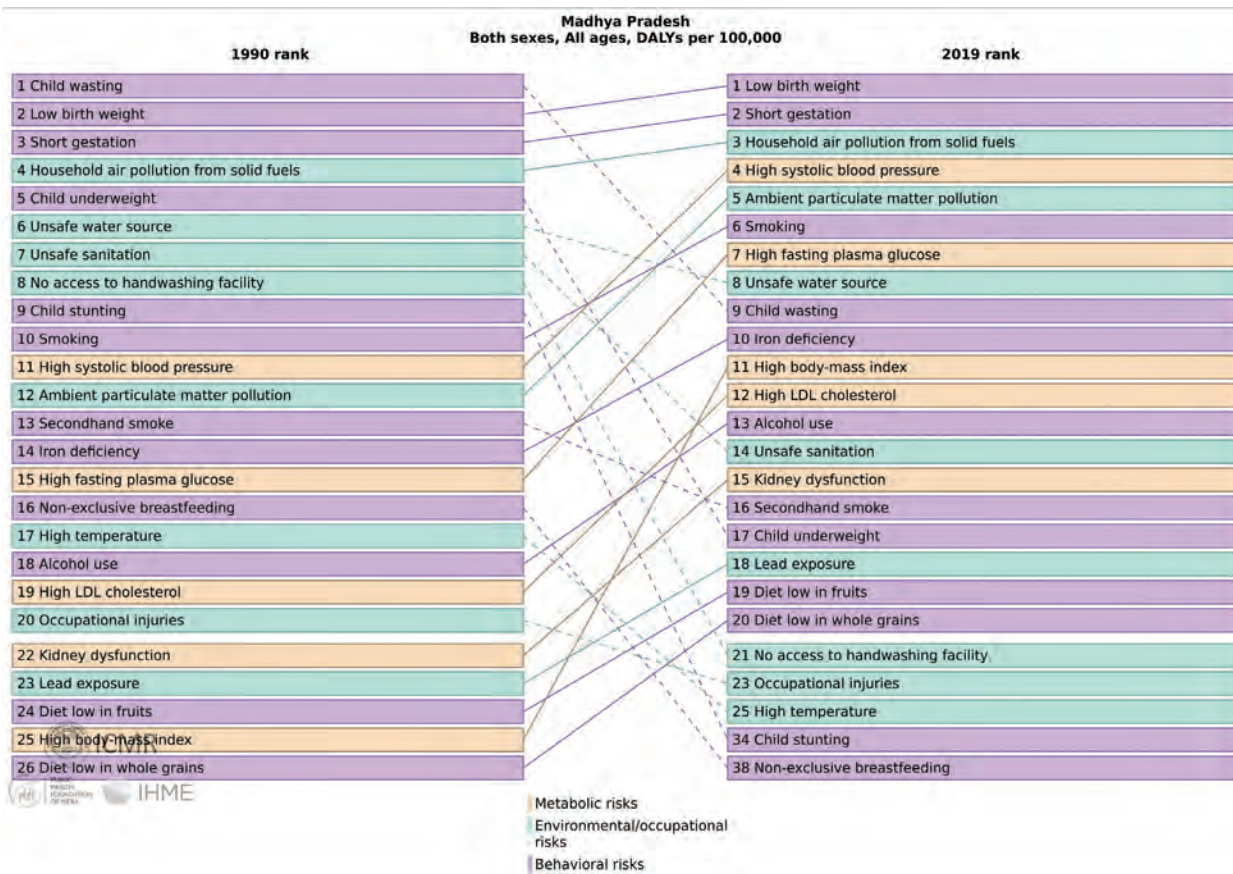 Madhya Pradesh
Both sexes, All ages, DALYs per 100,000
1990 rank
1 Child wasting
2 Low birth weight
3 Short gestation
4 Household air pollution from solid fuels
5 Child underweight
6 Unsafe water source
7 Unsafe sanitation
8 No access to handwashing facility
9 Child stunting
10 Smoking
11 High systolic blood pressure
12 Ambient particulate matter pollution
13 Secondhand smoke
14 Iron deficiency
15 High fasting plasma glucose
16 Non-exclusive breastfeeding
17 High temperature
18 Alcohol use
19 High LDL cholesterol
20 Occupational injuries
22 Kidney dysfunction
23 Lead exposure
24 Diet low in fruits
25 High body-mass index
26 Diet low in whole grains
2019 rank
1 Low birth weight
2 Short gestation
3 Household air pollution from solid fuels
4 High systolic blood pressure
5 Ambient particulate matter pollution
6 Smoking
7 High fasting plasma glucose
8 Unsafe water source
9 Child wasting
10 Iron deficiency
11 High body-mass index
12 High LDL cholesterol
13 Alcohol use
14 Unsafe sanitation
15 Kidney dysfunction
16 Secondhand smoke
17 Child underweight
18 Lead exposure
19 Diet low in fruits
20 Diet low in whole grains
21 No access to handwashing facility
23 Occupational injuries
25 High temperature
34 Child stunting
38 Non-exclusive breastfeeding
ICMR
PUBLIC
HEALTH
FOUNDATION
OF INDIA
IHME
Metabolic risks
Environmental/occupational
risks
Behavioral risks